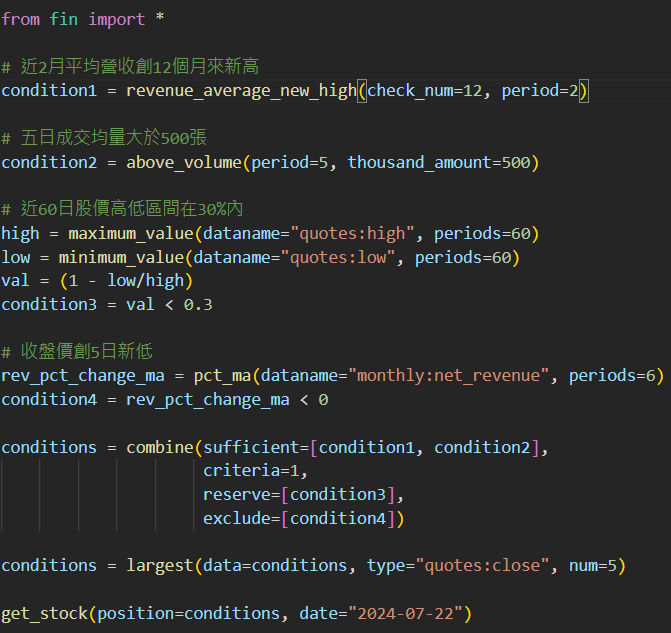 from fin import *
# 近2月平均營收創12個月來新高
condition1 = revenue_average_new_high(check_num=12, period=2)
# 五日成交均量大於500張
condition2 = above_volume(period=5, thousand_amount=500)
# 近60日股價高低區間在30%內
high = maximum_value(dataname="quotes:high", periods=60)
low = minimum_value(dataname="quotes:low", periods=60)
val = (1 - low/high)
condition3 = val < 0.3
# 收盤價創5日新低
rev_pct_change_ma = pct_ma(dataname="monthly:net_revenue", periods=6)
condition4 = rev_pct_change_ma < 0
conditions = combine(sufficient=[condition1, condition2],
criteria=1,
reserve=[condition3],
exclude=[condition4])
conditions = largest(data=conditions, type="quotes:close", num=5)
get_stock(position=conditions, date="2024-07-22")